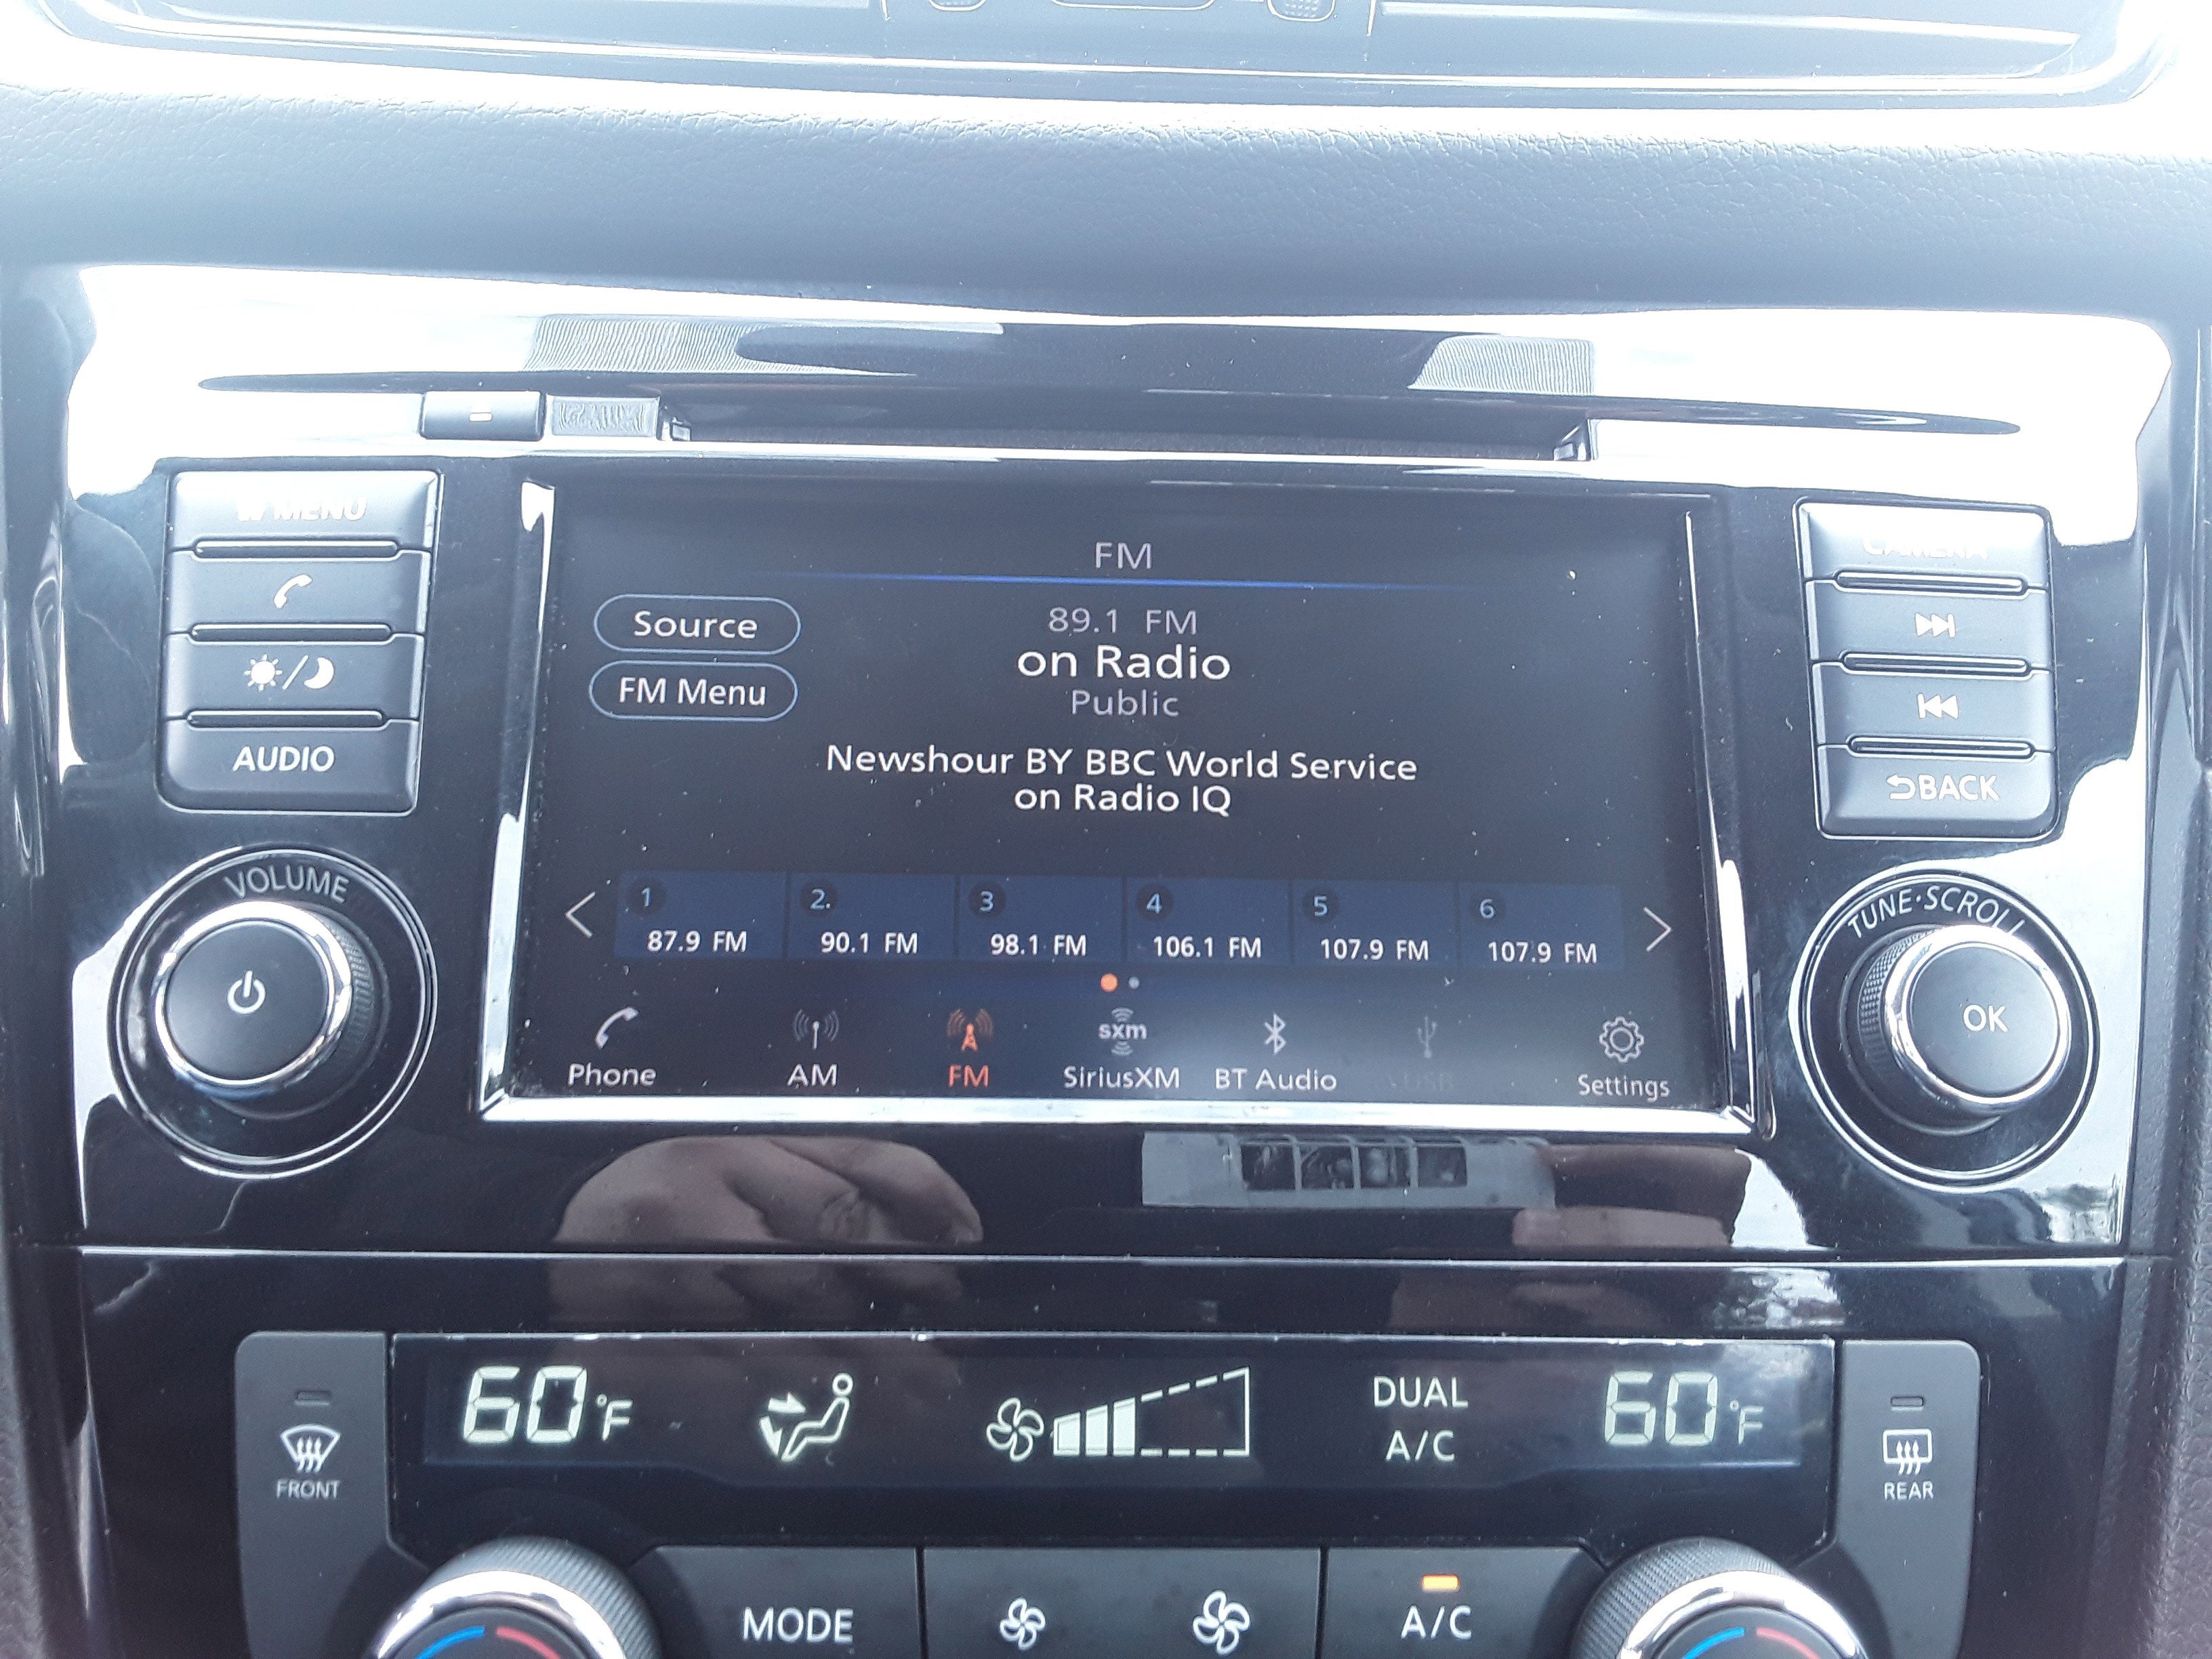 MENU
CAMERA
FM
Source
89.1 FM
on Radio
FM Menu
Public
AUDIO
Newshour BY BBC World Service
on Radio IQ
BACK
VOLUME
TUNE·SCROLL
1 2. 3 4 5 6
87.9 FM 90.1 FM 98.1 FM 106.1 FM 107.9 FM 107.9 FM
OK
sxm
Phone AM FM SiriusXM BT Audio USB Settings
60°F DUAL 60°F
A/C
FRONT REAR
MODE A/C